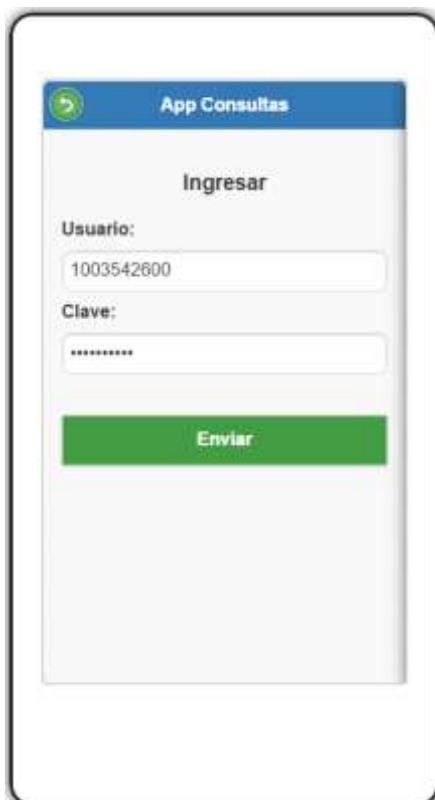 App Consultas
Ingresar
Usuario:
1003542600
Clave:
••••••••••
Enviar